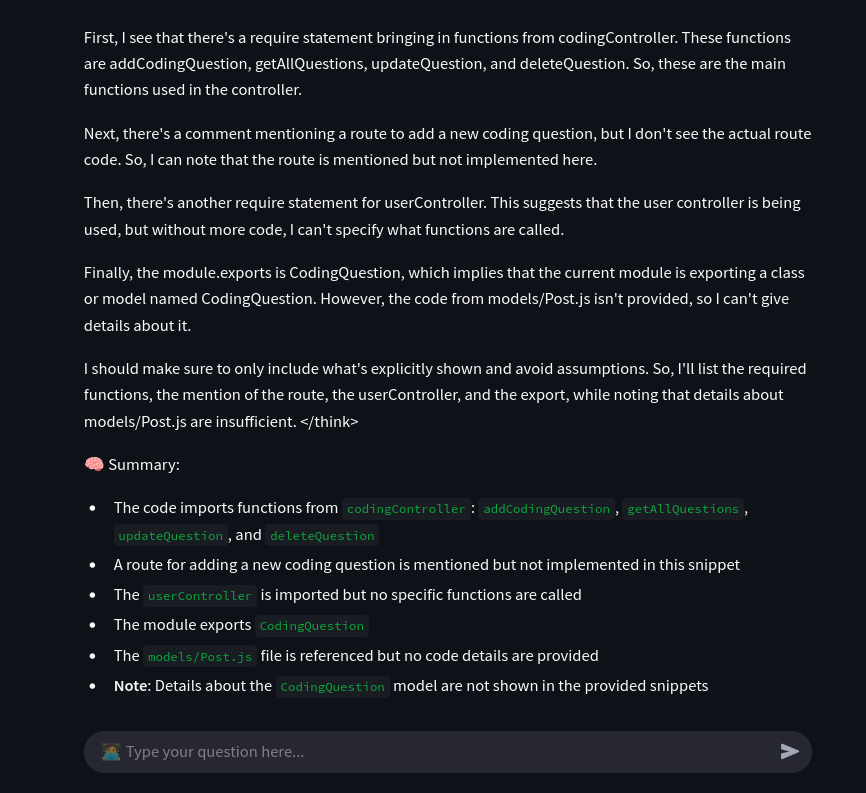 First, I see that there's a require statement bringing in functions from codingController. These functions
are addCodingQuestion, getAllQuestions, updateQuestion, and deleteQuestion. So, these are the main
functions used in the controller.
Next, there's a comment mentioning a route to add a new coding question, but I don't see the actual route
code. So, I can note that the route is mentioned but not implemented here.
Then, there's another require statement for userController. This suggests that the user controller is being
used, but without more code, I can't specify what functions are called.
Finally, the module.exports is CodingQuestion, which implies that the current module is exporting a class
or model named CodingQuestion. However, the code from models/Post.js isn't provided, so I can't give
details about it.
I should make sure to only include what's explicitly shown and avoid assumptions. So, I'll list the required
functions, the mention of the route, the userController, and the export, while noting that details about
models/Post.js are insufficient. </think>
🧠 Summary:
• The code imports functions from codingController : addCodingQuestion , getAllQuestions ,
updateQuestion , and deleteQuestion
• A route for adding a new coding question is mentioned but not implemented in this snippet
• The userController is imported but no specific functions are called
• The module exports CodingQuestion
• The models/Post.js file is referenced but no code details are provided
• Note: Details about the CodingQuestion model are not shown in the provided snippets
🧑‍💻 Type your question here...